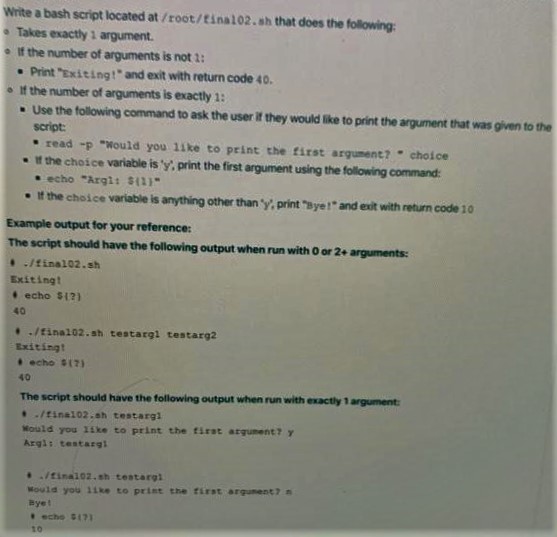 Write a bash script located at /root/final02.sh that does the following:
Takes exactly 1 argument.
If the number of arguments is not 1:
Print "Exiting!" and exit with return code 40.
If the number of arguments is exactly 1:
Use the following command to ask the user if they would like to print the argument that was given to the
script:
read -p "Would you like to print the first argument? " choice
If the choice variable is 'y', print the first argument using the following command:
echo "Arg1: ${1}"
If the choice variable is anything other than 'y', print "Bye!" and exit with return code 10
Example output for your reference:
The script should have the following output when run with 0 or 2+ arguments:
# ./final02.sh
Exiting!
# echo ${?}
40
# ./final02.sh testarg1 testarg2
Exiting!
# echo ${?}
40
The script should have the following output when run with exactly 1 argument:
# ./final02.sh testarg1
Would you like to print the first argument? y
Arg1: testarg1
# ./final02.sh testarg1
Would you like to print the first argument? n
Bye!
# echo ${?}
10